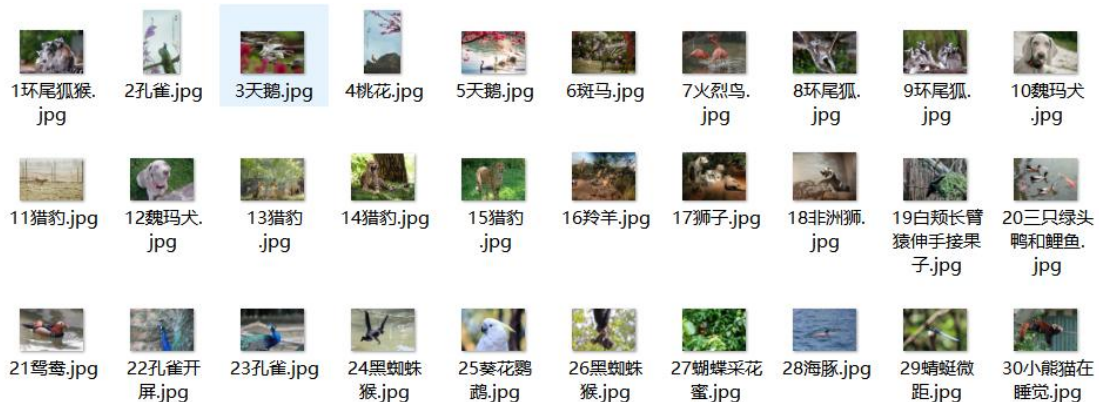 1环尾狐猴.jpg
2孔雀.jpg
3天鹅.jpg
4桃花.jpg
5天鹅.jpg
6斑马.jpg
7火烈鸟.jpg
8环尾狐.jpg
9环尾狐.jpg
10魏玛犬.jpg
11猎豹.jpg
12魏玛犬.jpg
13猎豹.jpg
14猎豹.jpg
15猎豹.jpg
16羚羊.jpg
17狮子.jpg
18非洲狮.jpg
19白颊长臂猿伸手接果子.jpg
20三只绿头鸭和鲤鱼.jpg
21鸳鸯.jpg
22孔雀开屏.jpg
23孔雀.jpg
24黑蜘蛛猴.jpg
25葵花鹦鹉.jpg
26黑蜘蛛猴.jpg
27蝴蝶采花蜜.jpg
28海豚.jpg
29蜻蜓微距.jpg
30小熊猫在睡觉.jpg